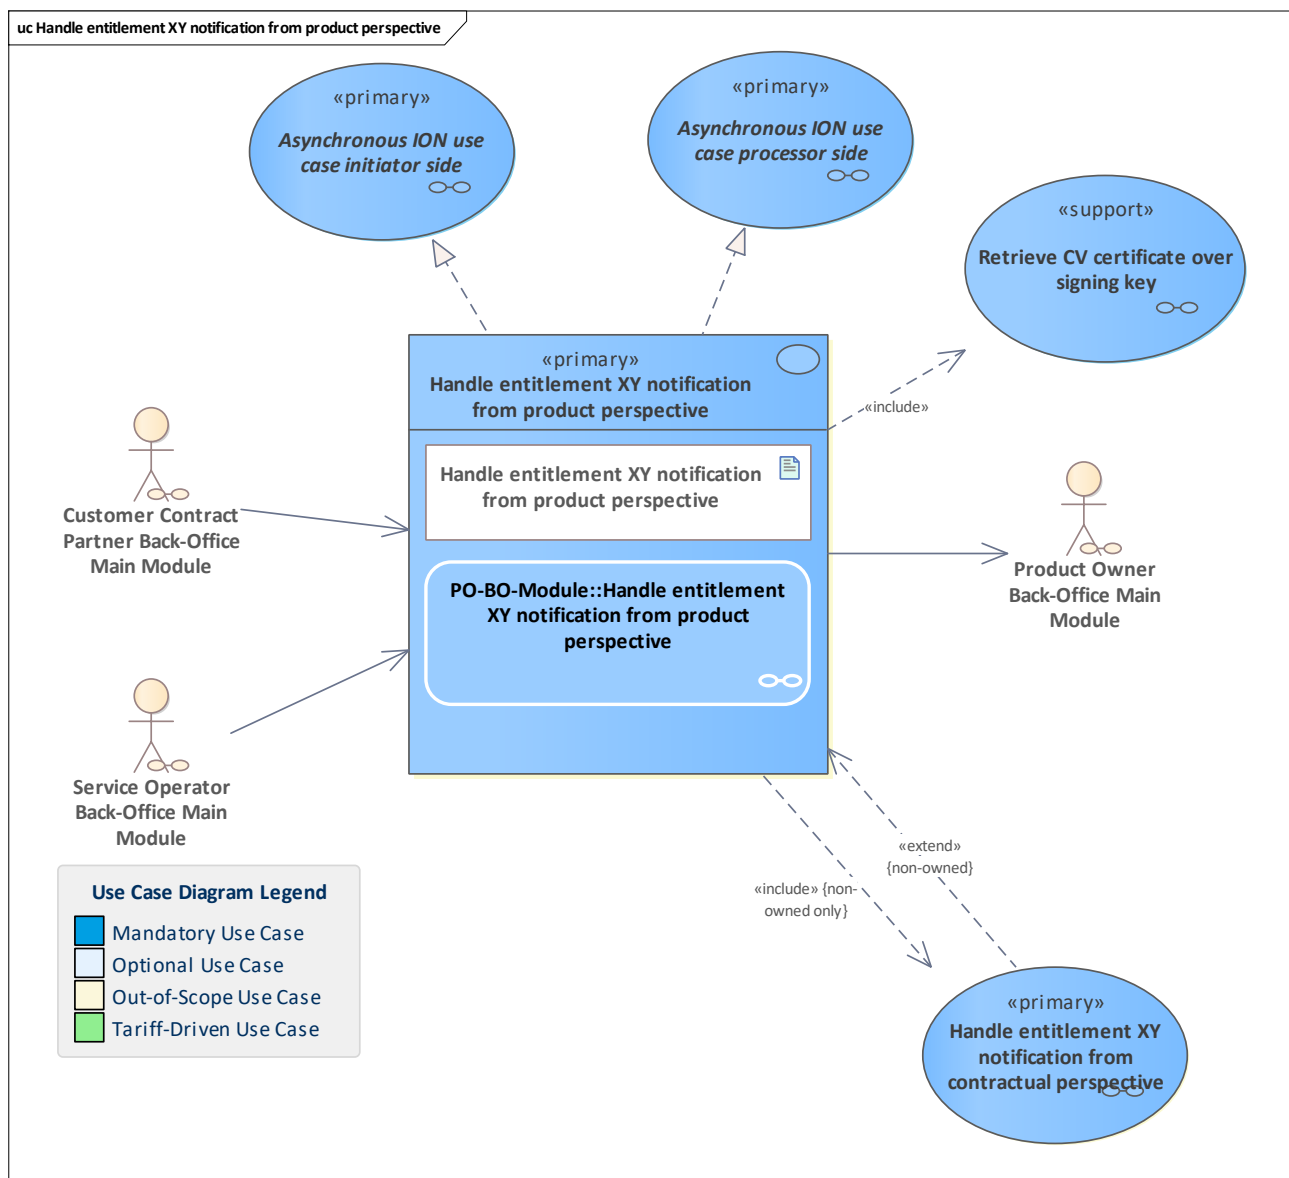 uc Handle entitlement XY notification from product perspective
«primary»
Asynchronous ION use
case initiator side
«primary»
Asynchronous ION use
case processor side
«support»
Retrieve CV certificate over
signing key
«primary»
Handle entitlement XY notification
from product perspective
«include»
Handle entitlement XY notification
from product perspective
Customer Contract
Partner Back-Office
Main Module
Product Owner
Back-Office Main
Module
PO-BO-Module::Handle entitlement
XY notification from product
perspective
Service Operator
Back-Office Main
Module
«extend»
{non-owned}
«include» {non-
owned only}
Use Case Diagram Legend
Mandatory Use Case
Optional Use Case
Out-of-Scope Use Case
Tariff-Driven Use Case
«primary»
Handle entitlement XY
notification from
contractual perspective